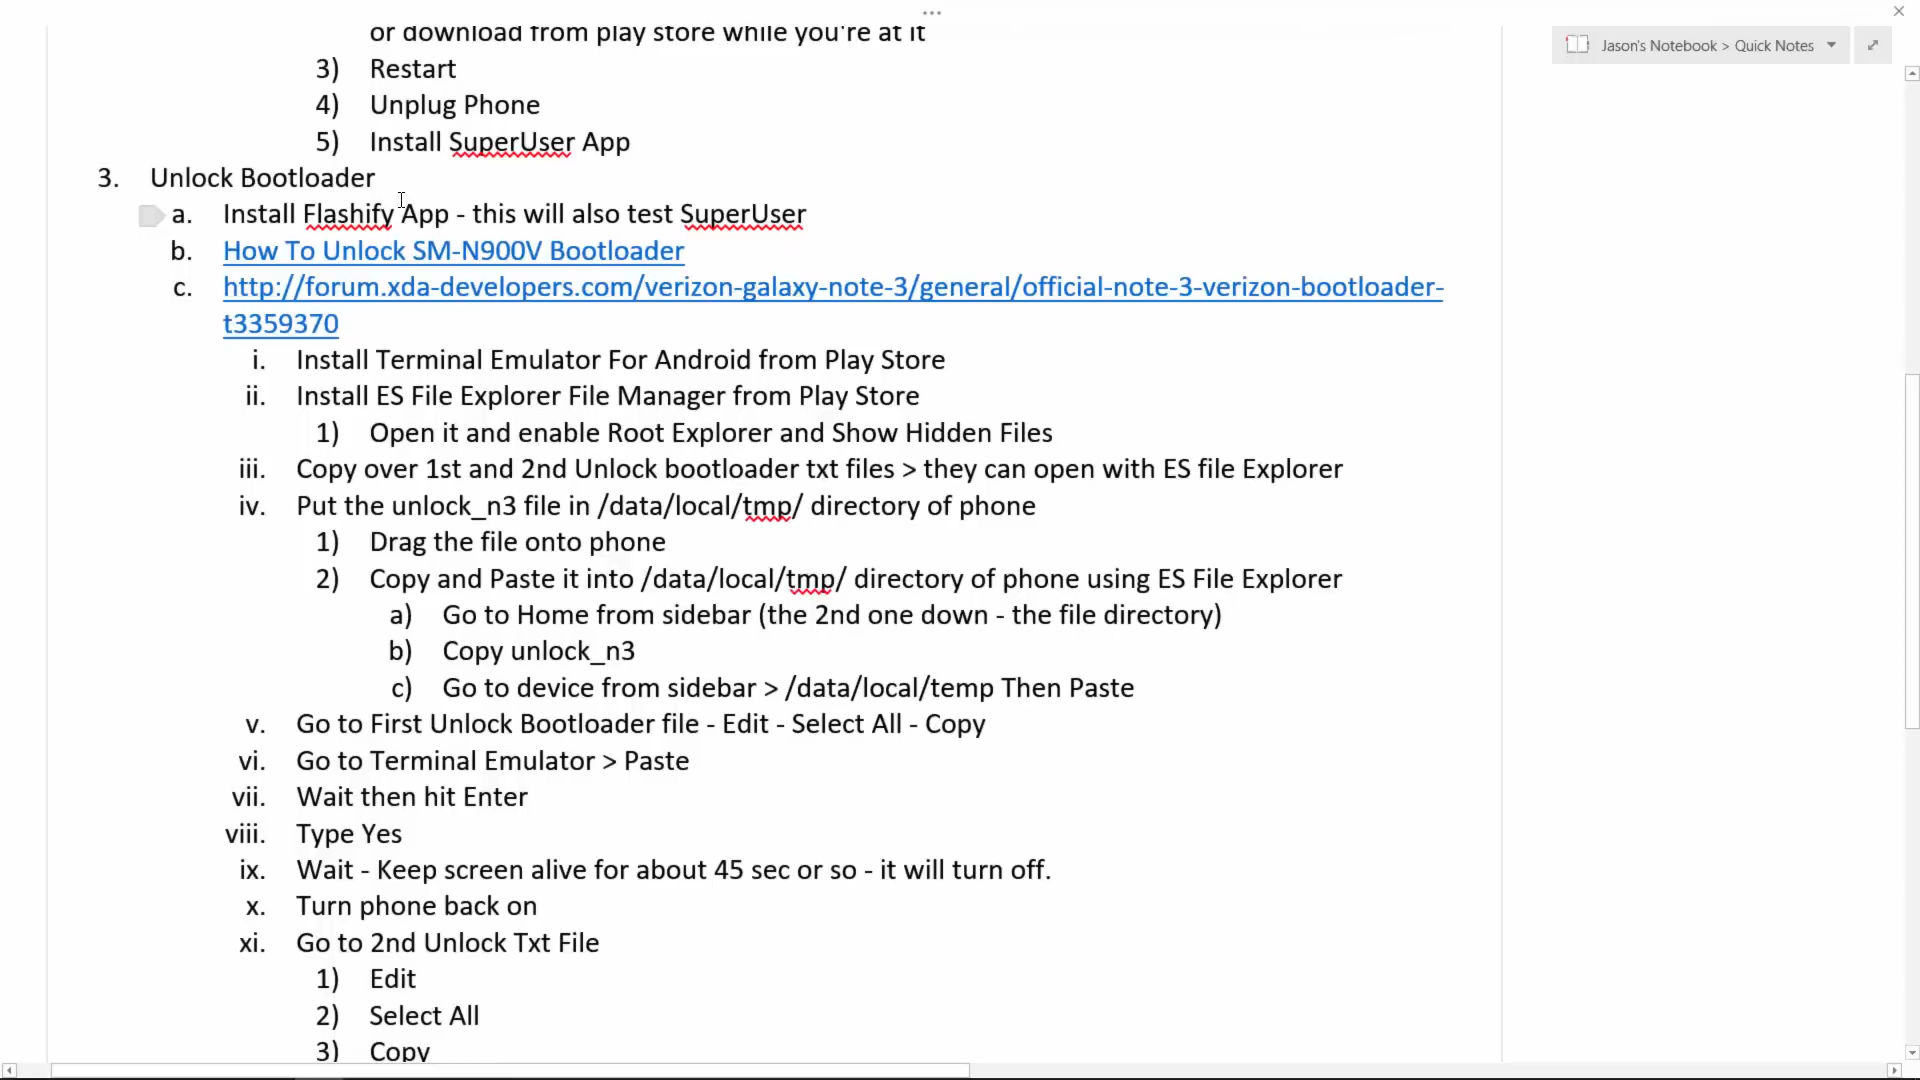 or download from play store while you're at it
Jason's Notebook > Quick Notes
3) Restart
4) Unplug Phone
5) Install SuperUser App
3. Unlock Bootloader
a. Install Flashify App - this will also test SuperUser
b. How To Unlock SM-N900V Bootloader
c. http://forum.xda-developers.com/verizon-galaxy-note-3/general/official-note-3-verizon-bootloader-
t3359370
i. Install Terminal Emulator For Android from Play Store
ii. Install ES File Explorer File Manager from Play Store
1) Open it and enable Root Explorer and Show Hidden Files
iii. Copy over 1st and 2nd Unlock bootloader txt files > they can open with ES file Explorer
iv. Put the unlock_n3 file in /data/local/tmp/ directory of phone
1) Drag the file onto phone
2) Copy and Paste it into /data/local/tmp/ directory of phone using ES File Explorer
a) Go to Home from sidebar (the 2nd one down - the file directory)
b) Copy unlock_n3
c) Go to device from sidebar > /data/local/temp Then Paste
v. Go to First Unlock Bootloader file - Edit - Select All - Copy
vi. Go to Terminal Emulator > Paste
vii. Wait then hit Enter
viii. Type Yes
ix. Wait - Keep screen alive for about 45 sec or so - it will turn off.
x. Turn phone back on
xi. Go to 2nd Unlock Txt File
1) Edit
2) Select All
3) Copy